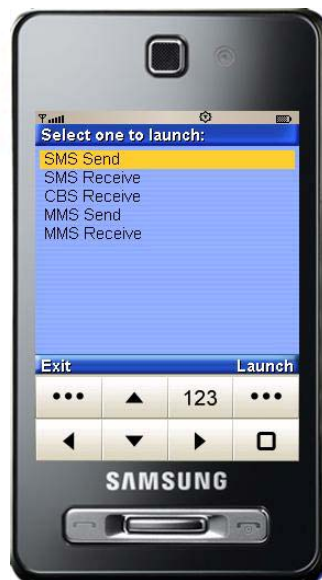 Select one to launch:
SMS Send
SMS Receive
CBS Receive
MMS Send
MMS Receive
Exit Launch
123
SAMSUNG